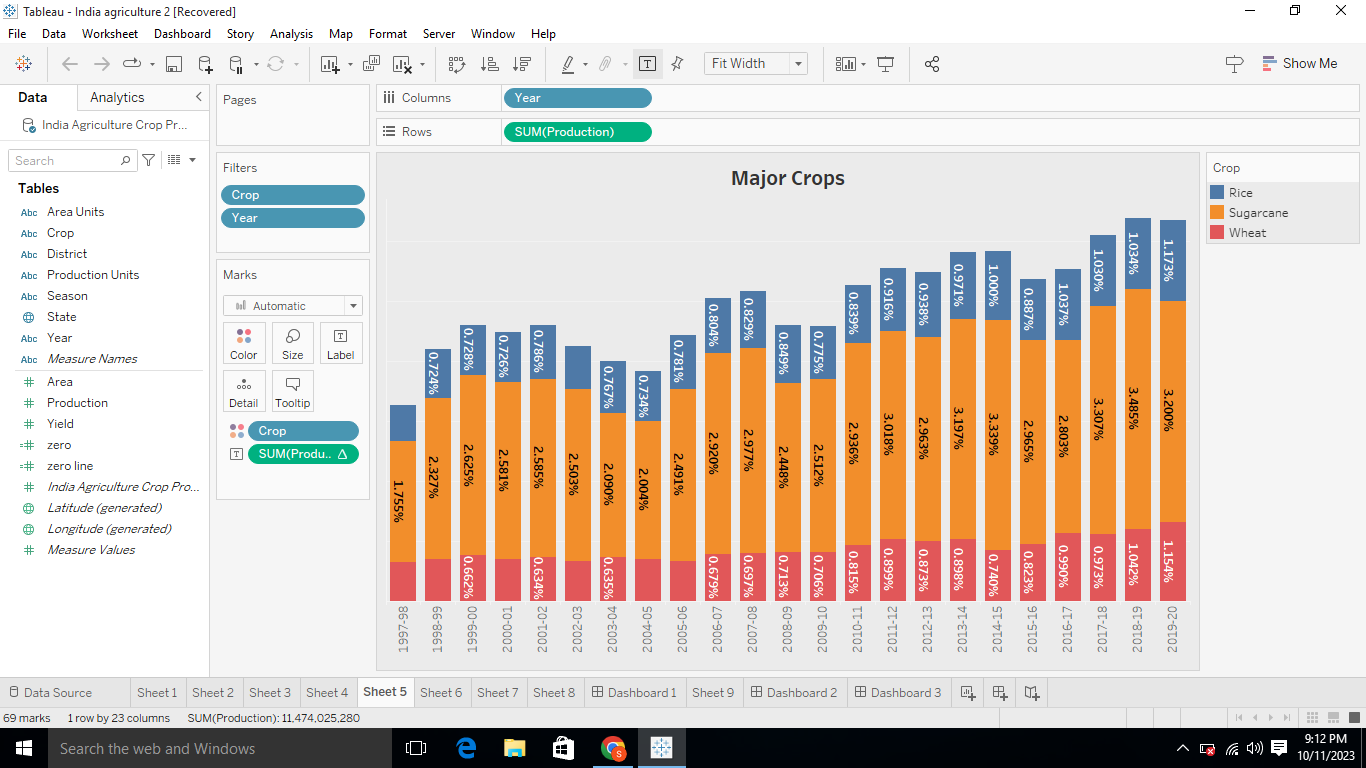 Tableau - India agriculture 2 [Recovered]
File Data Worksheet Dashboard Story Analysis Map Format Server Window Help
Fit Width
Show Me
Data Analytics
India Agriculture Crop Pr...
Search
Tables
Area Units
Crop
District
Production Units
Season
State
Year
Measure Names
Area
Production
Yield
zero
zero line
India Agriculture Crop Pro...
Latitude (generated)
Longitude (generated)
Measure Values
Pages
Filters
Crop
Year
Marks
Automatic
Color Size Label
Detail Tooltip
Crop
SUM(Produ.. Δ
Columns Year
Rows SUM(Production)
Major Crops
0.724% 0.728% 0.726% 0.786% 0.767% 0.734% 0.781% 0.804% 0.829% 0.849% 0.775% 0.839% 0.916% 0.938% 0.971% 1.000% 0.887% 1.037% 1.030% 1.034% 1.173%
1.755% 2.327% 2.625% 2.581% 2.585% 2.503% 2.090% 2.004% 2.491% 2.920% 2.977% 2.448% 2.512% 2.936% 3.018% 2.963% 3.197% 3.339% 2.965% 2.803% 3.307% 3.485% 3.200%
0.662% 0.634% 0.635% 0.679% 0.697% 0.713% 0.706% 0.815% 0.899% 0.873% 0.898% 0.740% 0.823% 0.990% 0.973% 1.042% 1.154%
1997-98 1998-99 1999-00 2000-01 2001-02 2002-03 2003-04 2004-05 2005-06 2006-07 2007-08 2008-09 2009-10 2010-11 2011-12 2012-13 2013-14 2014-15 2015-16 2016-17 2017-18 2018-19 2019-20
Crop
Rice
Sugarcane
Wheat
Data Source Sheet 1 Sheet 2 Sheet 3 Sheet 4 Sheet 5 Sheet 6 Sheet 7 Sheet 8 Dashboard 1 Sheet 9 Dashboard 2 Dashboard 3
69 marks 1 row by 23 columns SUM(Production): 11,474,025,280
Search the web and Windows
9:12 PM
10/11/2023